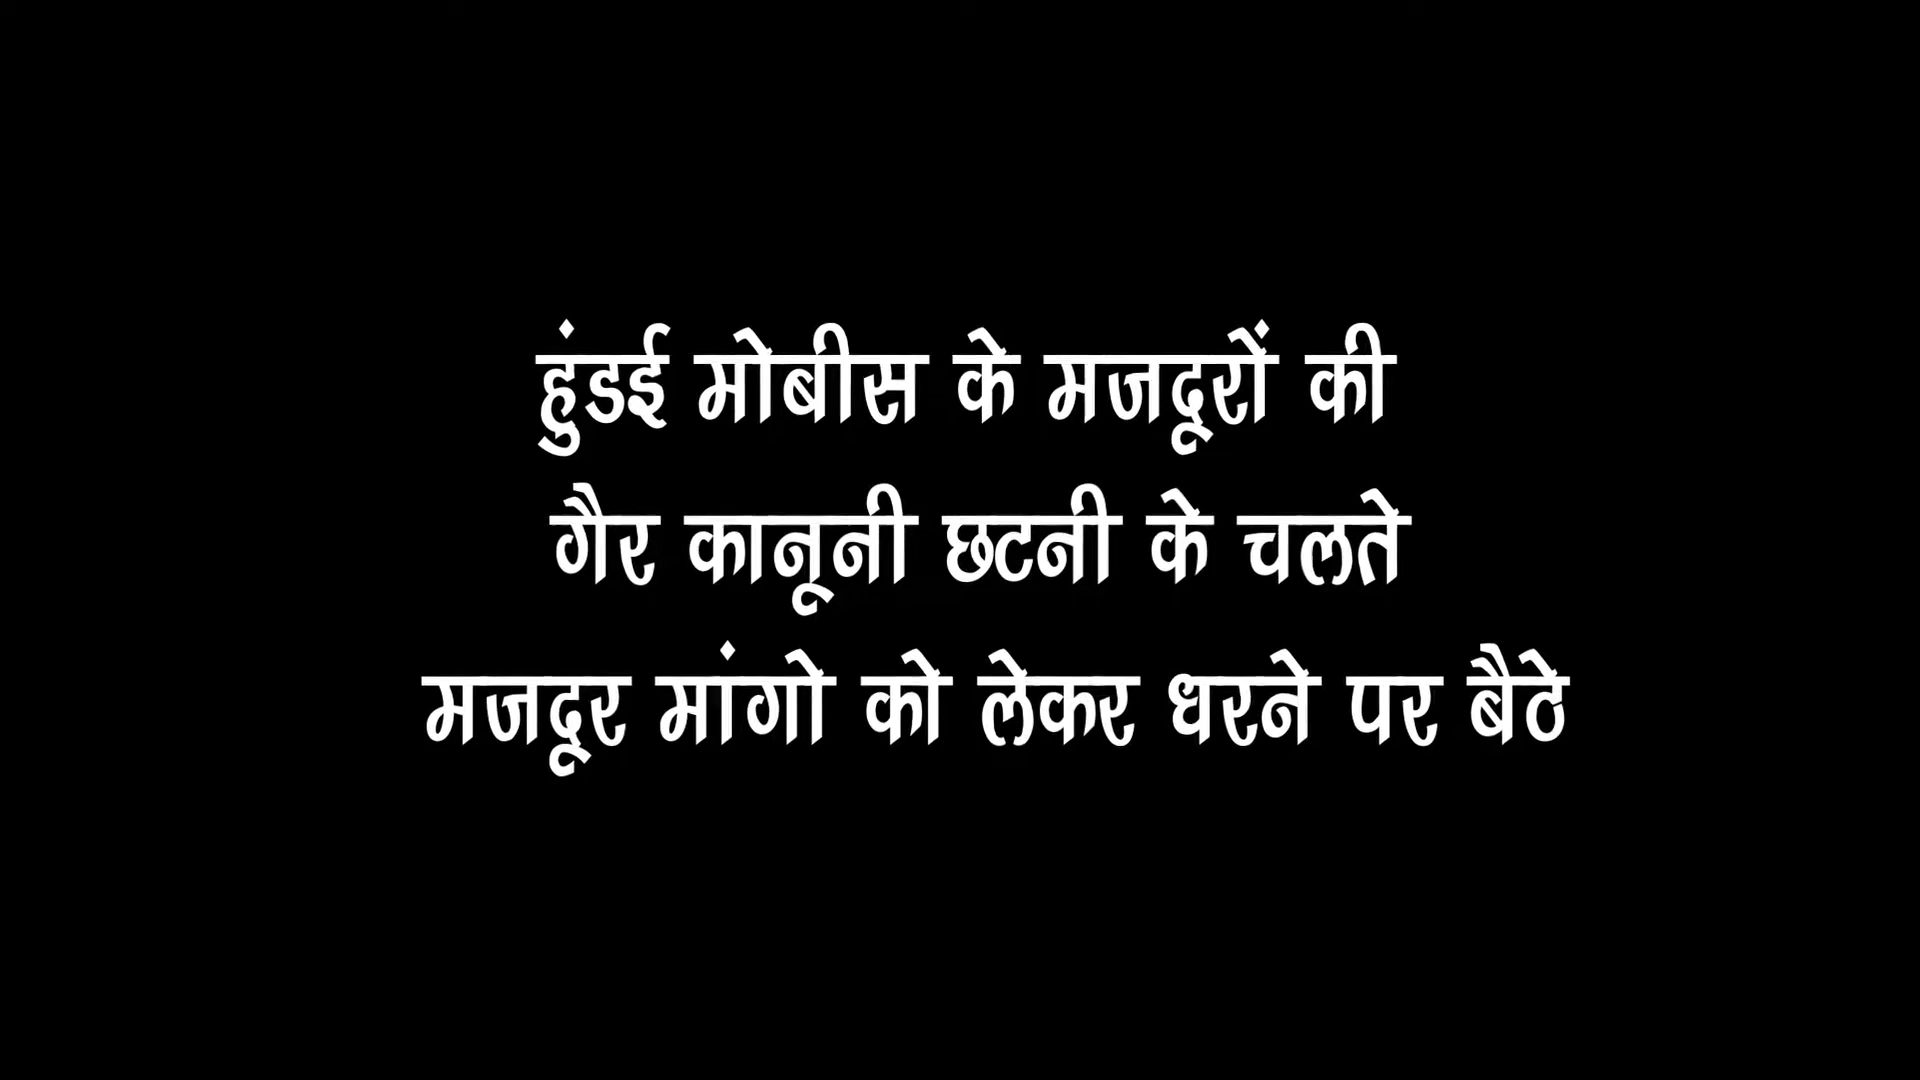 हुंडई मोबीस के मजदूरों की
गैर कानूनी छटनी के चलते
मजदूर मांगो को लेकर धरने पर बैठे